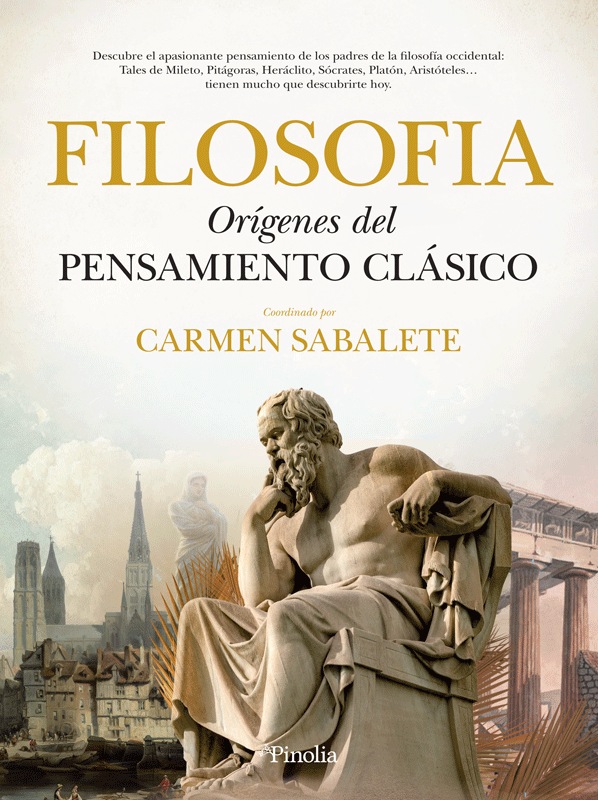 Descubre el apasionante pensamiento de los padres de la filosofía occidental:
Tales de Mileto, Pitágoras, Heráclito, Sócrates, Platón, Aristóteles...
tienen mucho que descubrirte hoy.
FILOSOFIA
Orígenes del
PENSAMIENTO CLÁSICO
Coordinado por
CARMEN SABALETE
Pinolia